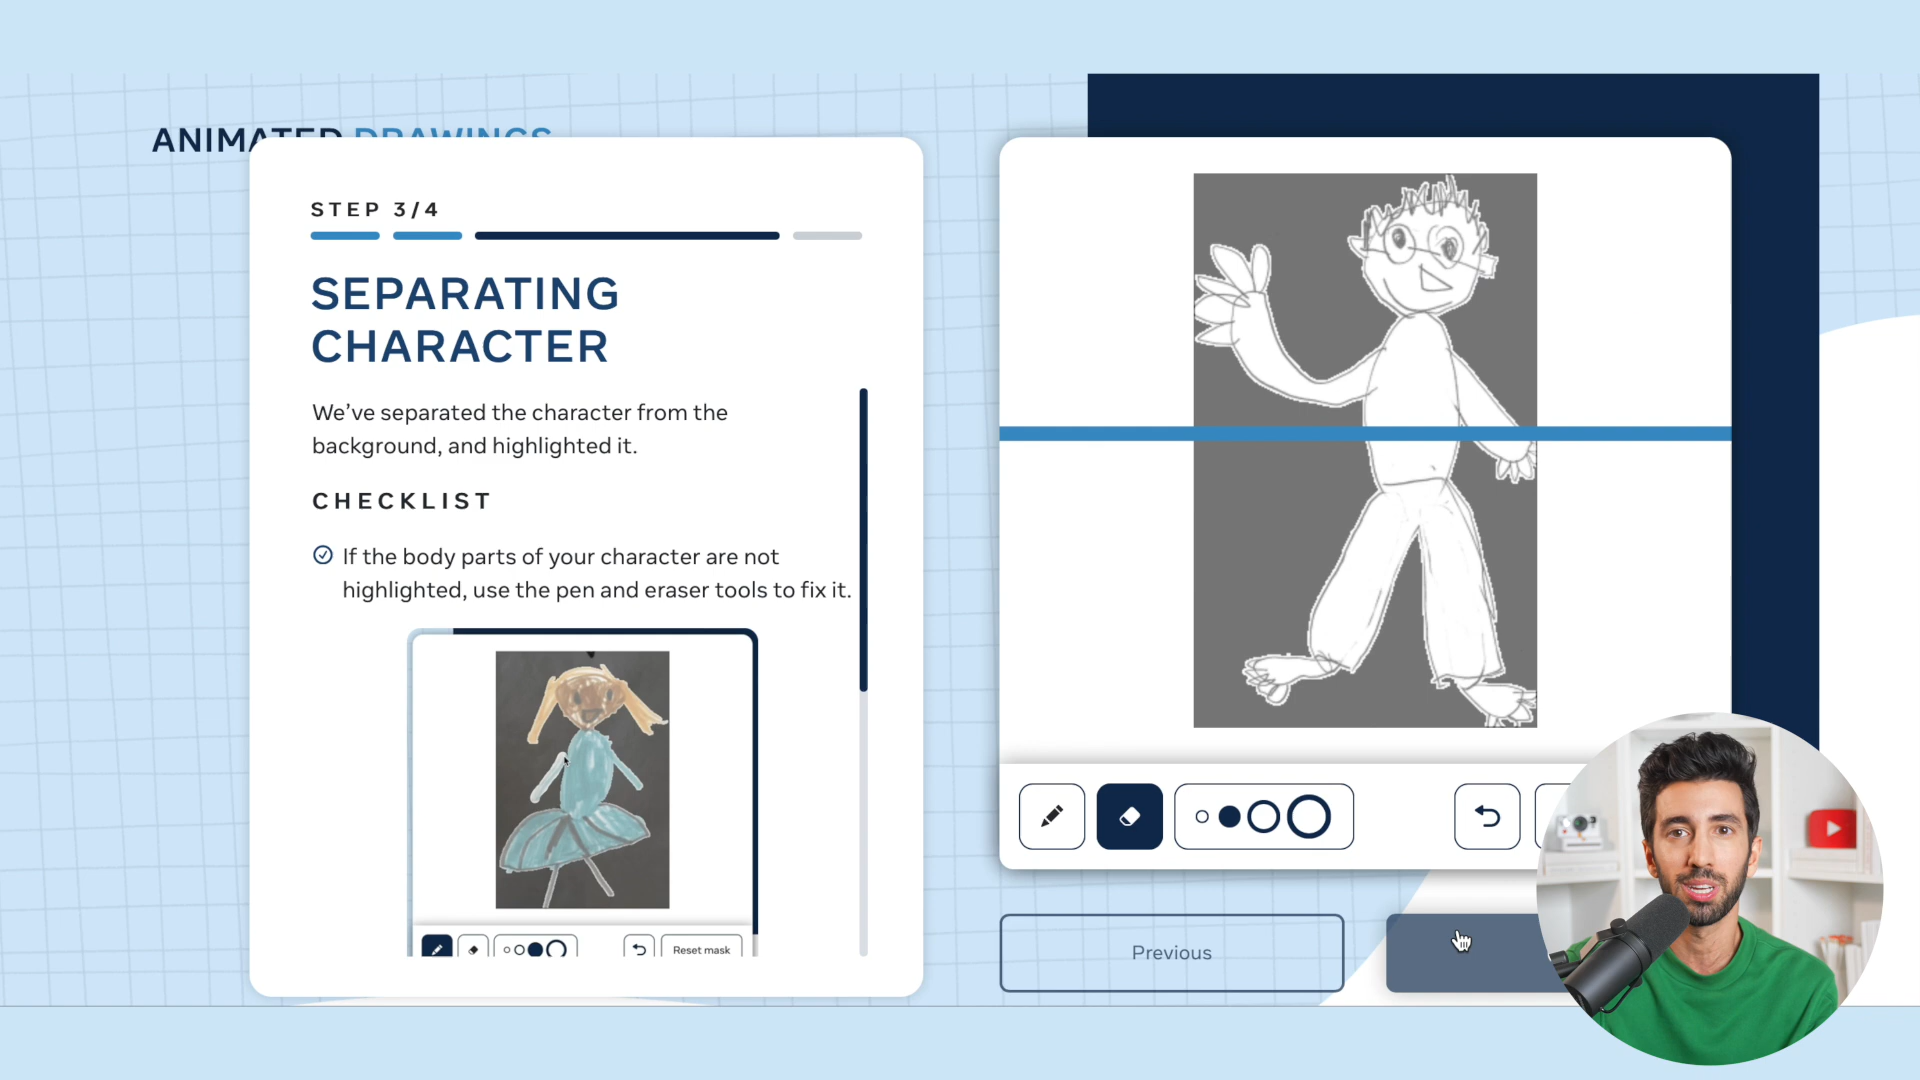 ANIMATED DRAWINGS
STEP 3/4
SEPARATING
CHARACTER
We’ve separated the character from the
background, and highlighted it.
CHECKLIST
If the body parts of your character are not
highlighted, use the pen and eraser tools to fix it.
Reset mask
Previous